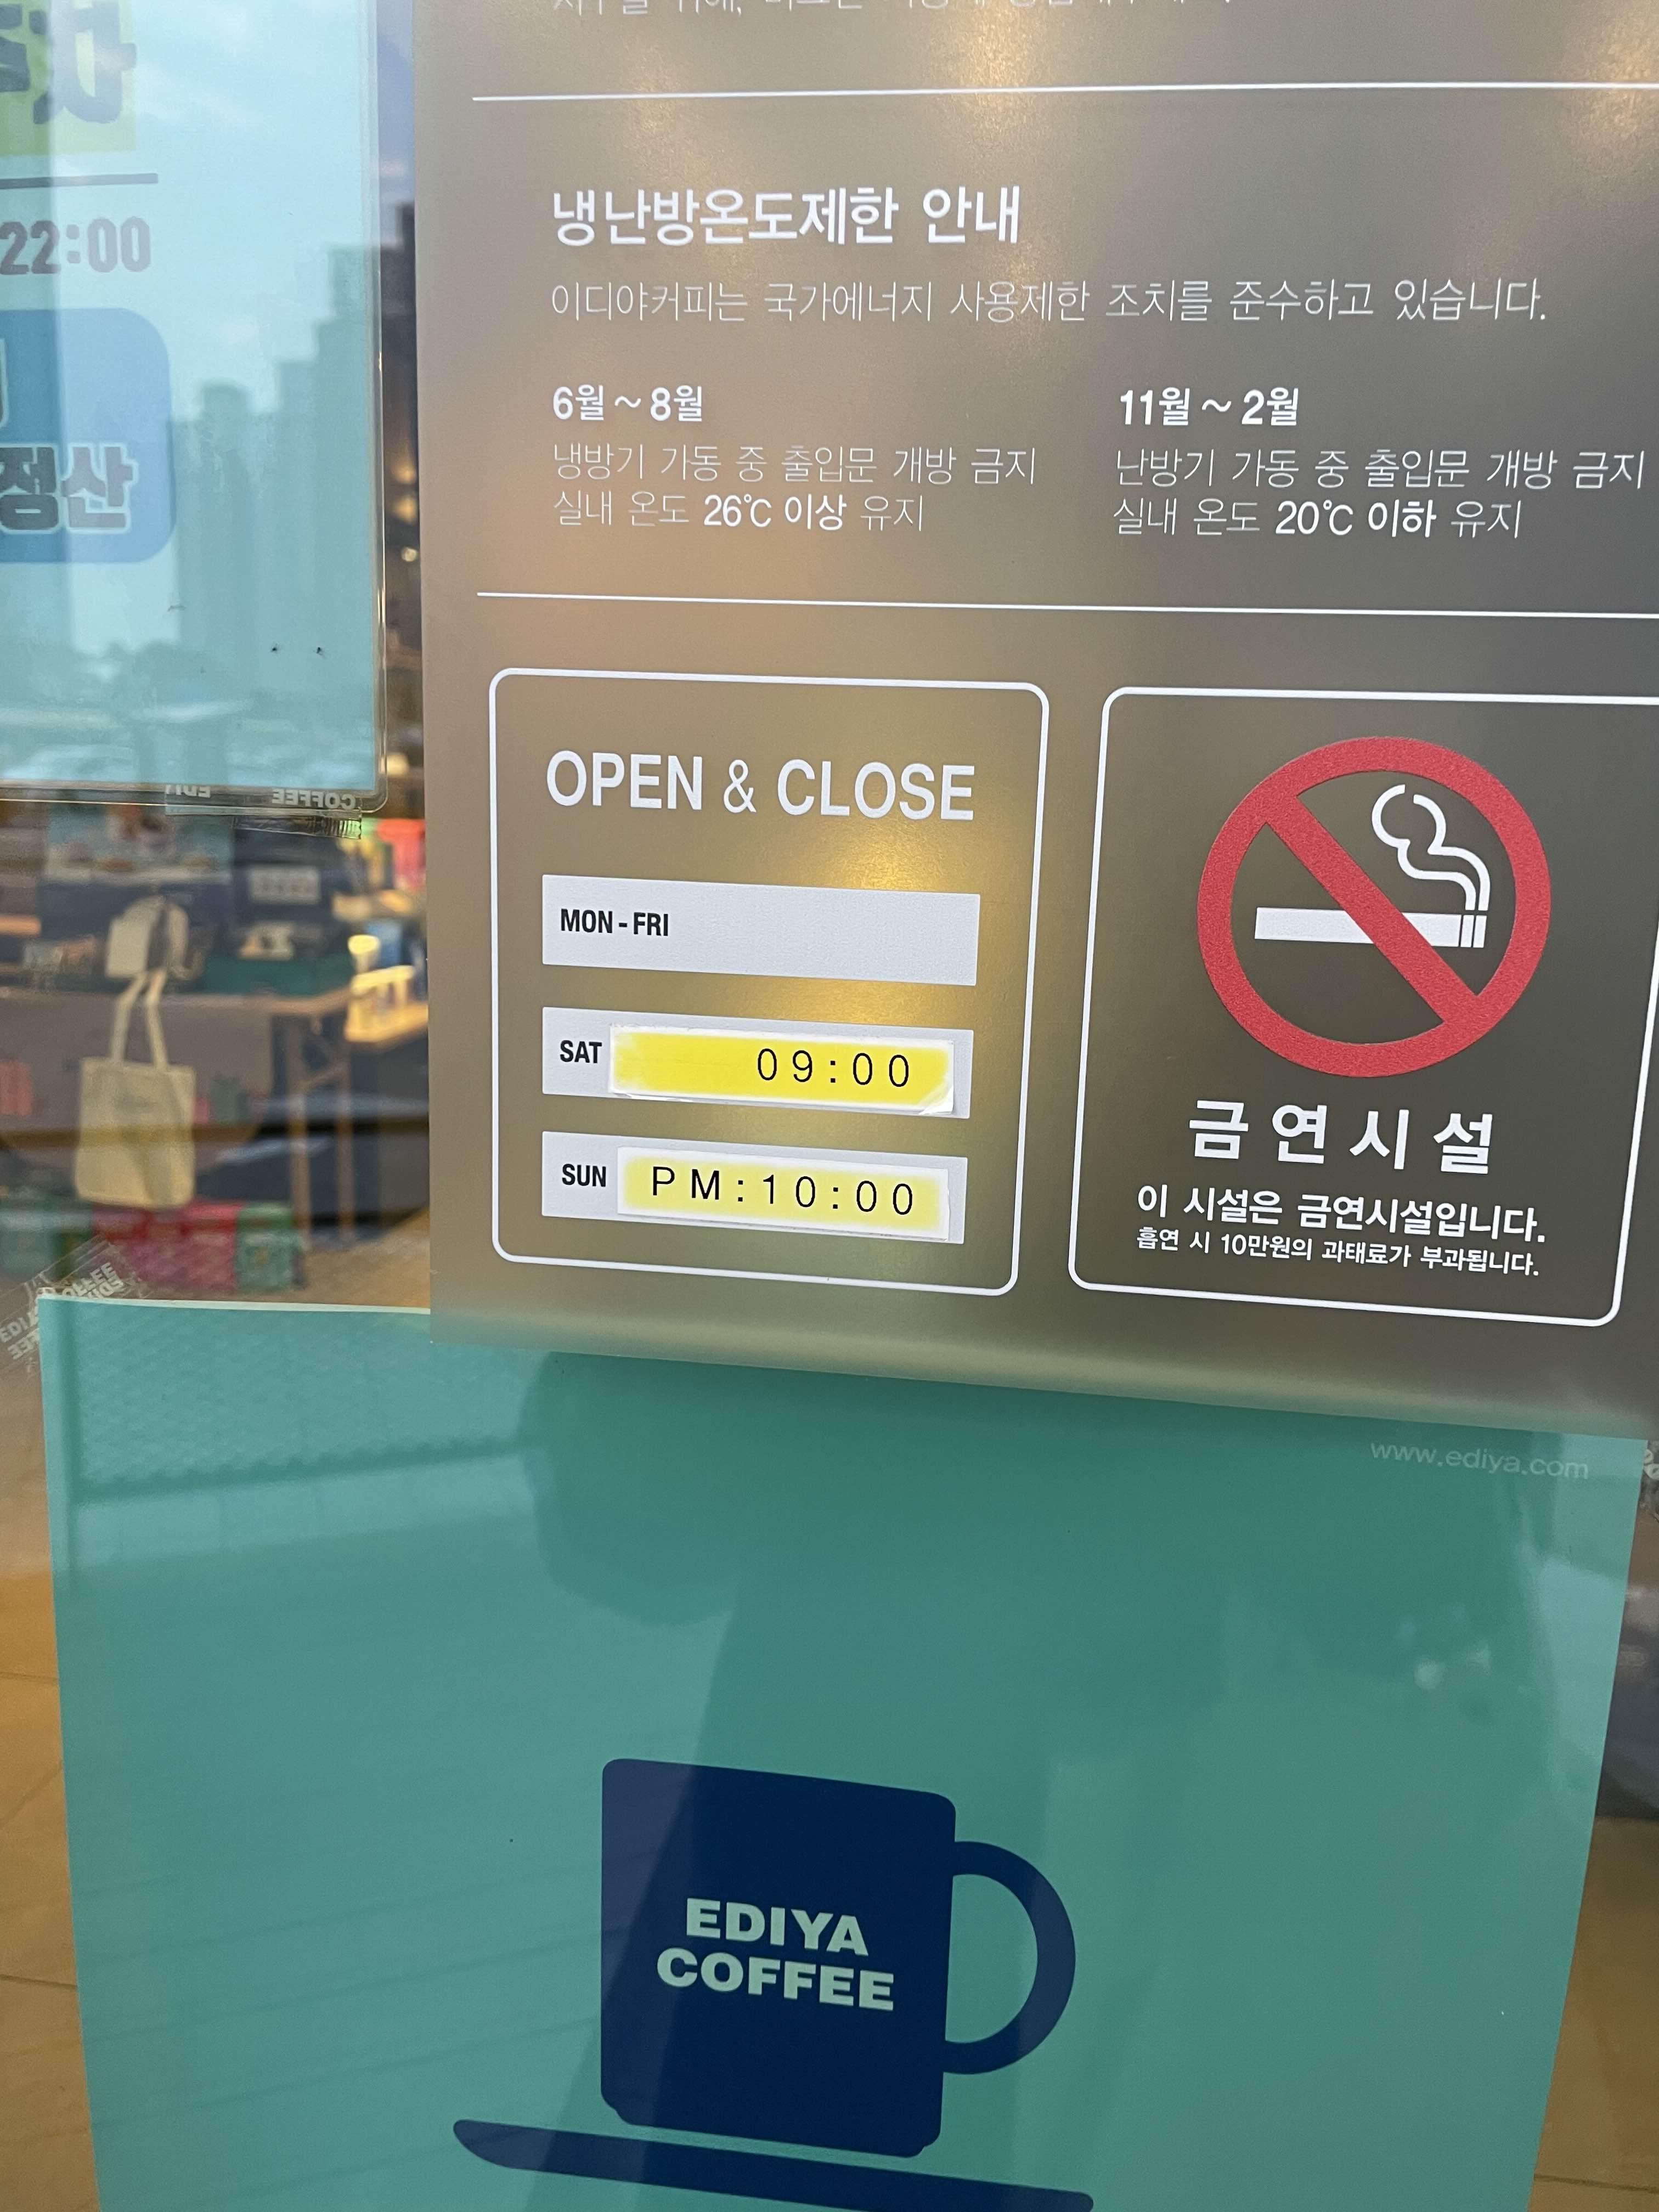 22:00
정산
냉난방온도제한 안내
이디야커피는 국가에너지 사용제한 조치를 준수하고 있습니다.
6월 ~ 8월
냉방기 가동 중 출입문 개방 금지
실내 온도 26℃ 이상 유지
11월 ~ 2월
난방기 가동 중 출입문 개방 금지
실내 온도 20℃ 이하 유지
OPEN & CLOSE
MON - FRI
SAT 09:00
SUN PM:10:00
금연시설
이 시설은 금연시설입니다.
흡연 시 10만원의 과태료가 부과됩니다.
www.ediya.com
EDIYA
COFFEE